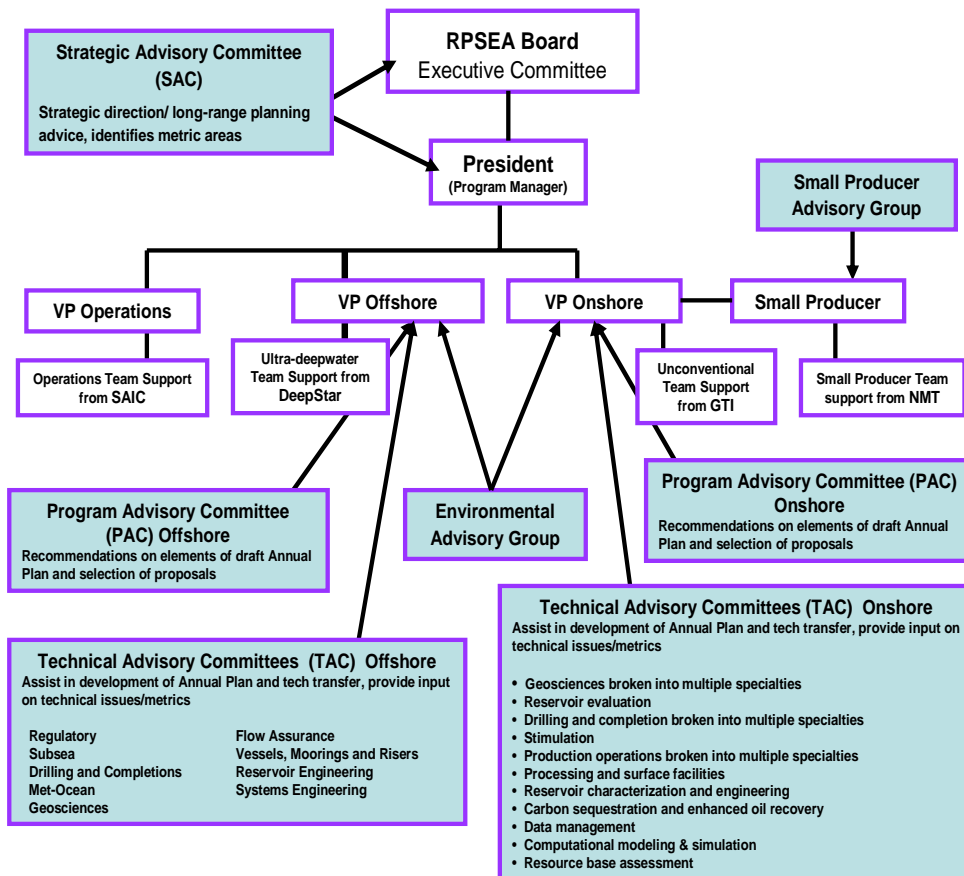 Strategic Advisory Committee
(SAC)
Strategic direction/ long-range planning
advice, identifies metric areas
RPSEA Board
Executive Committee
President
(Program Manager)
Small Producer
Advisory Group
VP Operations
VP Offshore
VP Onshore
Small Producer
Operations Team Support
from SAIC
Ultra-deepwater
Team Support from
DeepStar
Unconventional
Team Support
from GTI
Small Producer Team
support from NMT
Program Advisory Committee
(PAC) Offshore
Recommendations on elements of draft Annual
Plan and selection of proposals
Environmental
Advisory Group
Program Advisory Committee (PAC)
Onshore
Recommendations on elements of draft Annual
Plan and selection of proposals
Technical Advisory Committees (TAC) Offshore
Assist in development of Annual Plan and tech transfer, provide input
on technical issues/metrics
Regulatory
Subsea
Drilling and Completions
Met-Ocean
Geosciences
Flow Assurance
Vessels, Moorings and Risers
Reservoir Engineering
Systems Engineering
Technical Advisory Committees (TAC) Onshore
Assist in development of Annual Plan and tech transfer, provide input on
technical issues/metrics
• Geosciences broken into multiple specialties
• Reservoir evaluation
• Drilling and completion broken into multiple specialties
• Stimulation
• Production operations broken into multiple specialties
• Processing and surface facilities
• Reservoir characterization and engineering
• Carbon sequestration and enhanced oil recovery
• Data management
• Computational modeling & simulation
• Resource base assessment